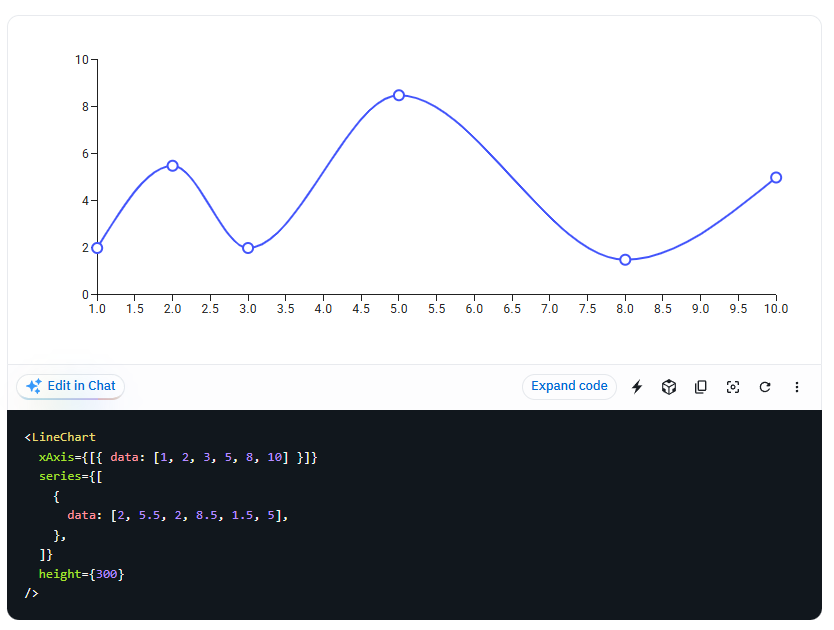 10
8
6
4
2
0
1.0 1.5 2.0 2.5 3.0 3.5 4.0 4.5 5.0 5.5 6.0 6.5 7.0 7.5 8.0 8.5 9.0 9.5 10.0
Edit in Chat Expand code
<LineChart
  xAxis={[{ data: [1, 2, 3, 5, 8, 10] }]}
  series={[
    {
      data: [2, 5.5, 2, 8.5, 1.5, 5],
    },
  ]}
  height={300}
/>